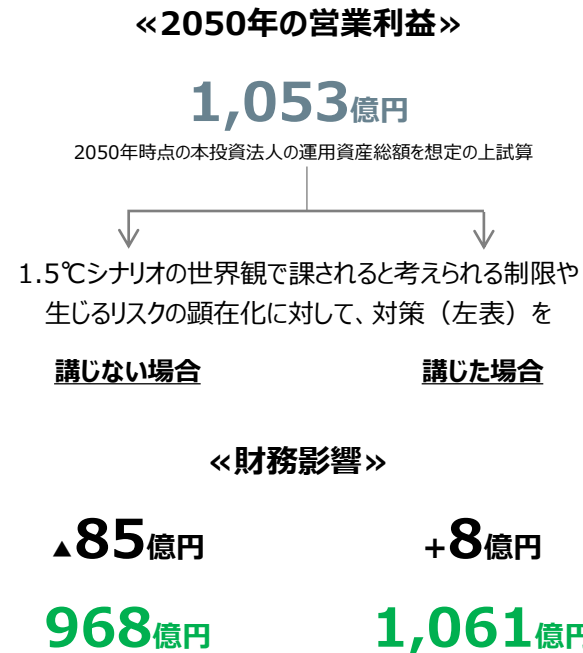 ≪2050年の営業利益≫
1,053億円
2050年時点の本投資法人の運用資産総額を想定の上試算
1.5℃シナリオの世界観で課されると考えられる制限や
生じるリスクの顕在化に対して、対策（左表）を
講じない場合 講じた場合
≪財務影響≫
▲85億円 +8億円
968億円 1,061億円